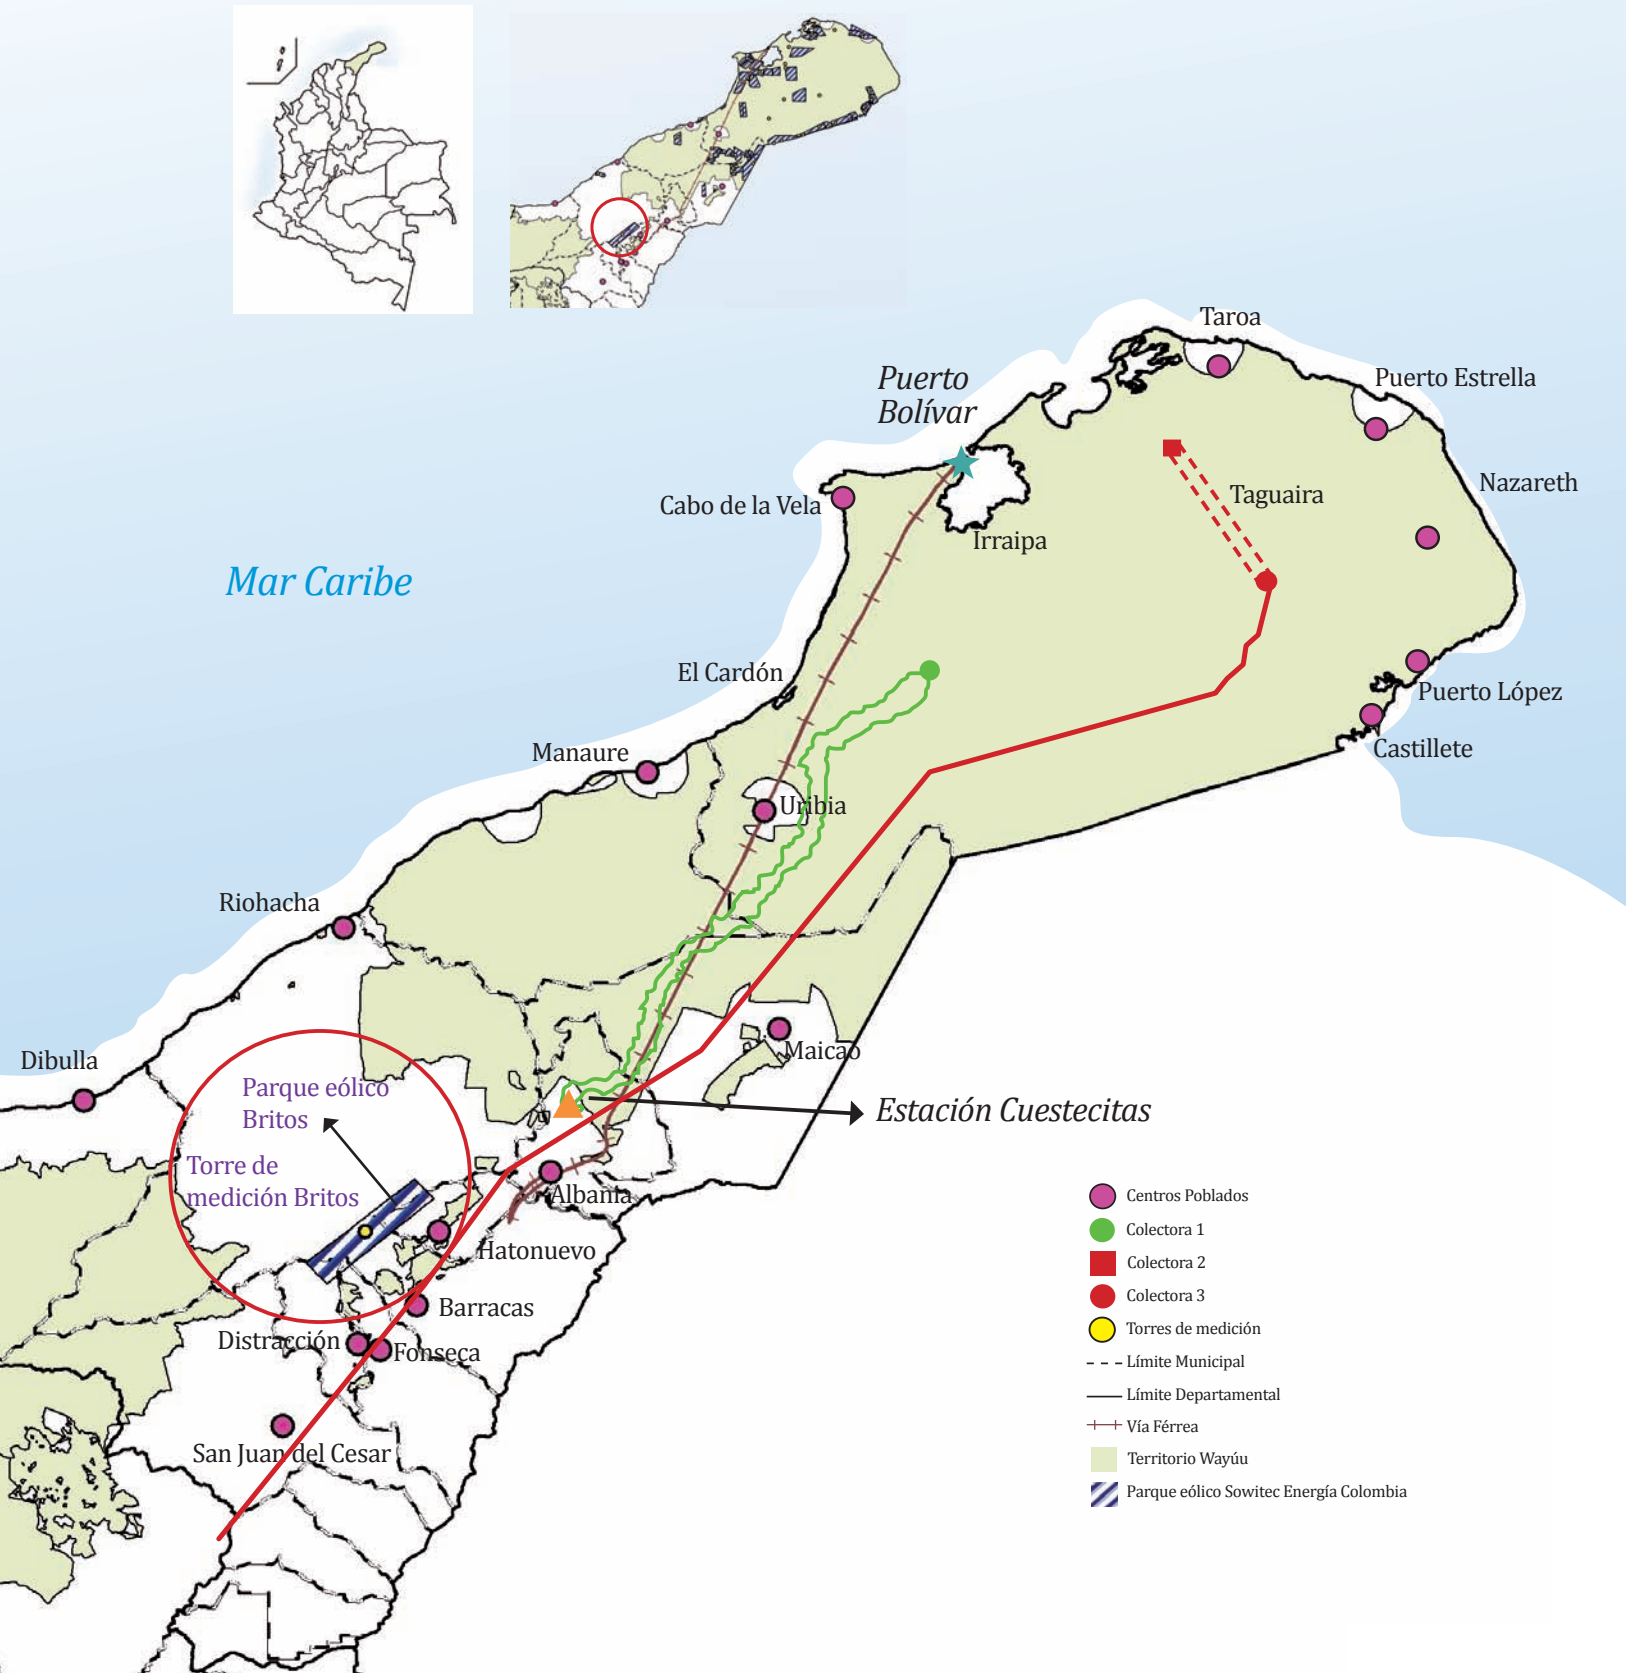 Taroa
Puerto
Bolívar
Puerto Estrella
Nazareth
Cabo de la Vela
Taguaira
Irraipa
Mar Caribe
El Cardón
Puerto López
Manaure
Castillete
Uribia
Riohacha
Maicao
Dibulla
Parque eólico
Britos
Estación Cuestecitas
Torre de
medición Britos
Albania
Hatonuevo
Barracas
Distracción
Fonseca
San Juan del Cesar
Centros Poblados
Colectora 1
Colectora 2
Colectora 3
Torres de medición
Límite Municipal
Límite Departamental
Vía Férrea
Territorio Wayúu
Parque eólico Sowitec Energía Colombia